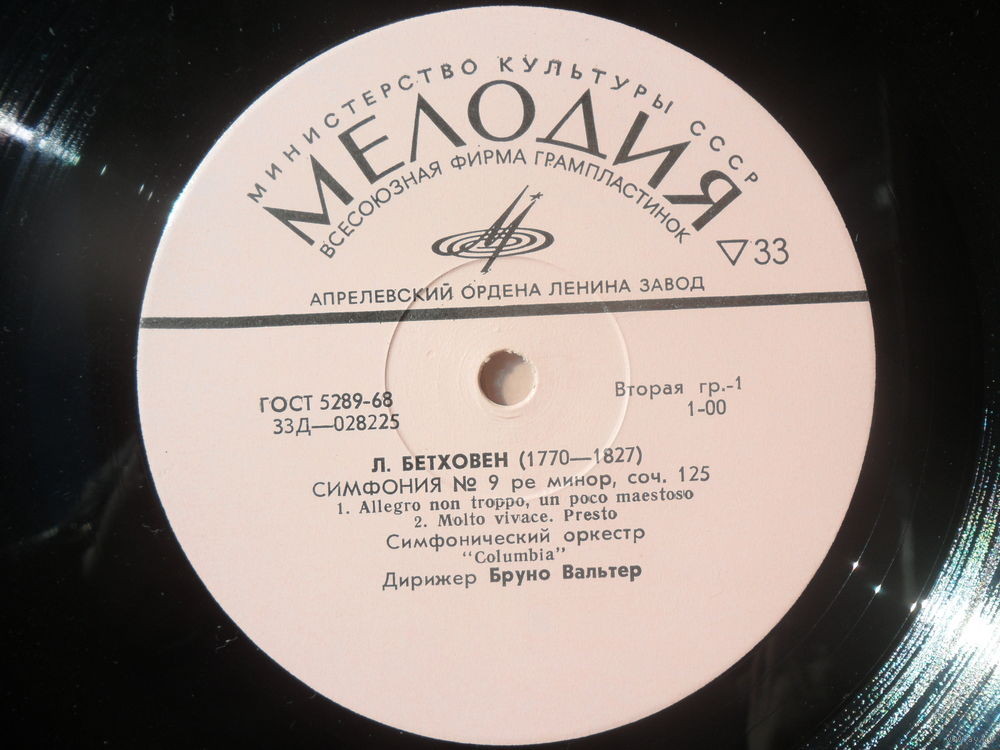 МИНИСТЕРСТВО КУЛЬТУРЫ СССР
МЕЛОДИЯ
ВСЕСОЮЗНАЯ ФИРМА ГРАМПЛАСТИНОК
▽33
АПРЕЛЕВСКИЙ ОРДЕНА ЛЕНИНА ЗАВОД
ГОСТ 5289-68
33Д—028225
Вторая гр.-1
1-00
Л. БЕТХОВЕН (1770—1827)
СИМФОНИЯ № 9 ре минор, соч. 125
1. Allegro non troppo, un poco maestoso
2. Molto vivace. Presto
Симфонический оркестр
"Columbia"
Дирижер Бруно Вальтер